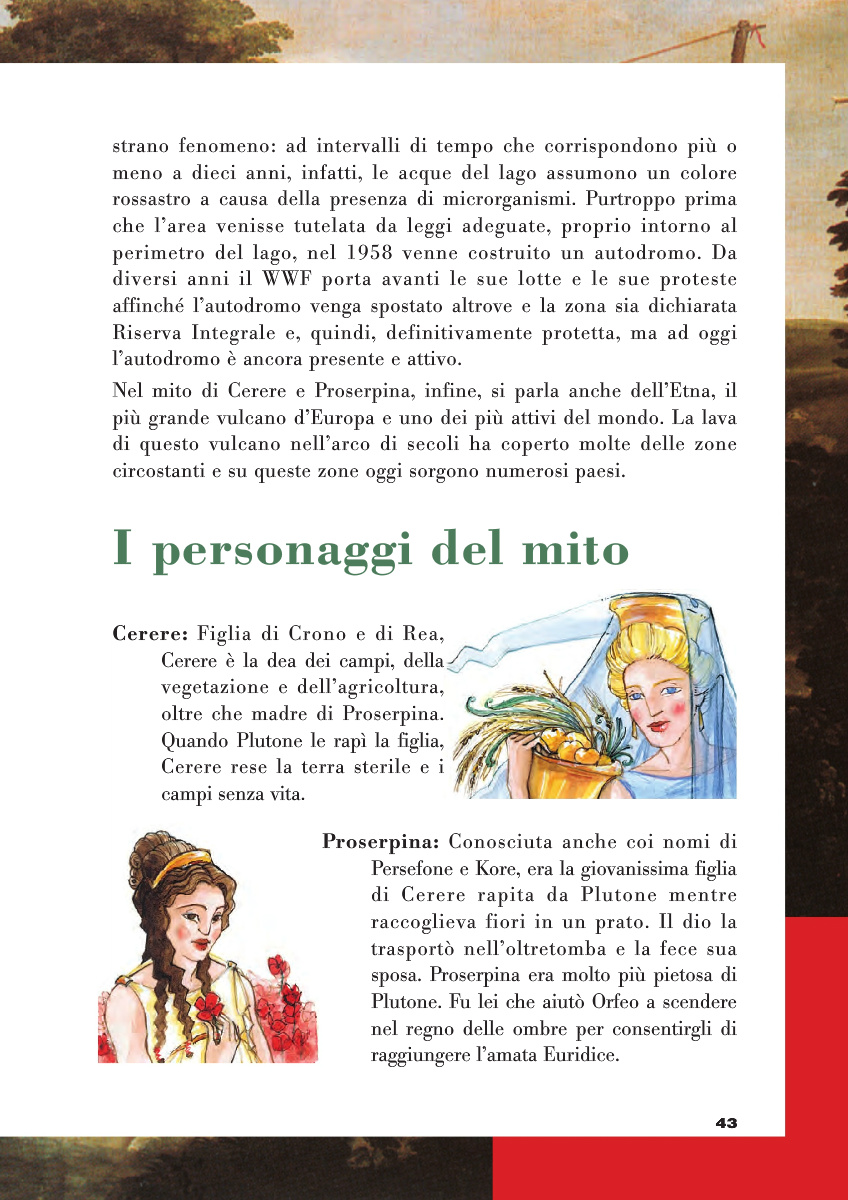 strano fenomeno: ad intervalli di tempo che corrispondono più o
meno a dieci anni, infatti, le acque del lago assumono un colore
rossastro a causa della presenza di microrganismi. Purtroppo prima
che l’area venisse tutelata da leggi adeguate, proprio intorno al
perimetro del lago, nel 1958 venne costruito un autodromo. Da
diversi anni il WWF porta avanti le sue lotte e le sue proteste
affinché l’autodromo venga spostato altrove e la zona sia dichiarata
Riserva Integrale e, quindi, definitivamente protetta, ma ad oggi
l’autodromo è ancora presente e attivo.
Nel mito di Cerere e Proserpina, infine, si parla anche dell’Etna, il
più grande vulcano d’Europa e uno dei più attivi del mondo. La lava
di questo vulcano nell’arco di secoli ha coperto molte delle zone
circostanti e su queste zone oggi sorgono numerosi paesi.
I personaggi del mito
Cerere: Figlia di Crono e di Rea,
Cerere è la dea dei campi, della
vegetazione e dell’agricoltura,
oltre che madre di Proserpina.
Quando Plutone le rapì la figlia,
Cerere rese la terra sterile e i
campi senza vita.
Proserpina: Conosciuta anche coi nomi di
Persefone e Kore, era la giovanissima figlia
di Cerere rapita da Plutone mentre
raccoglieva fiori in un prato. Il dio la
trasportò nell’oltretomba e la fece sua
sposa. Proserpina era molto più pietosa di
Plutone. Fu lei che aiutò Orfeo a scendere
nel regno delle ombre per consentirgli di
raggiungere l’amata Euridice.
43